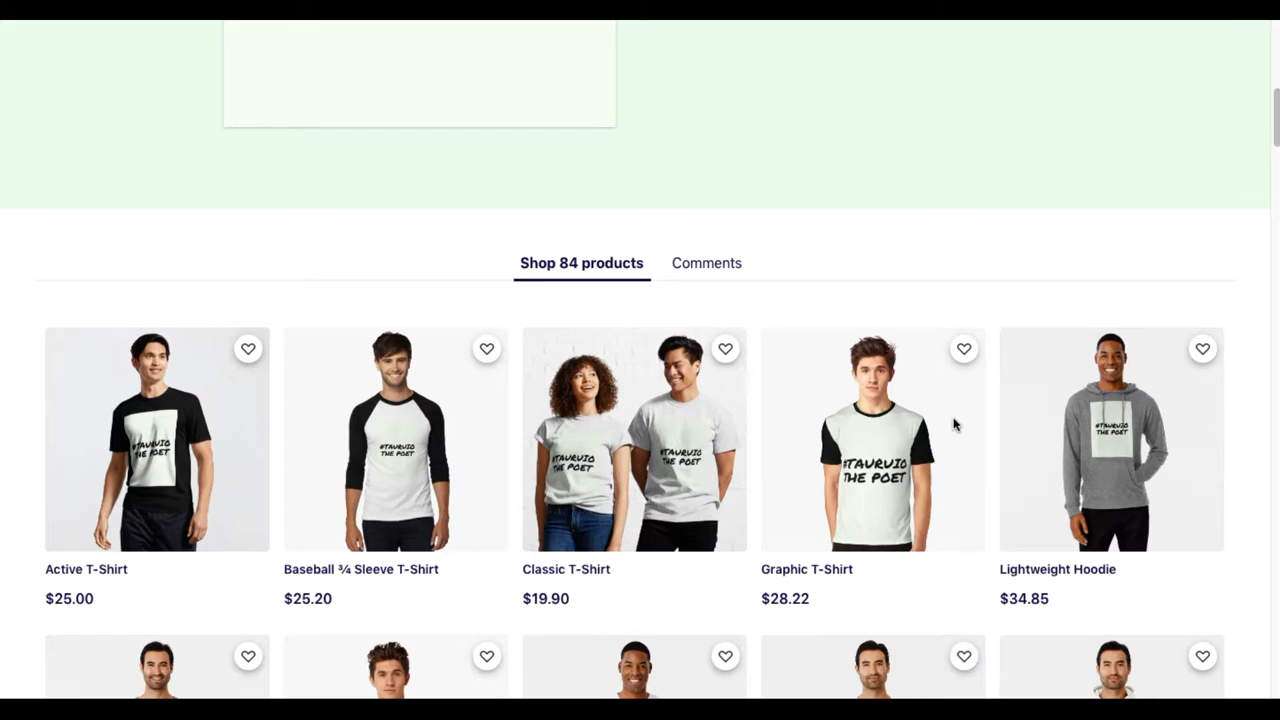 Shop 84 products
Comments
#TAURUIO
THE POET
#TAURUIO
THE POET
#TAURUIO
THE POET
#TAURUIO
THE POET
#TAURUIO
THE POET
#TAURUIO
THE POET
Active T-Shirt
Baseball ¾ Sleeve T-Shirt
Classic T-Shirt
Graphic T-Shirt
Lightweight Hoodie
$25.00
$25.20
$19.90
$28.22
$34.85